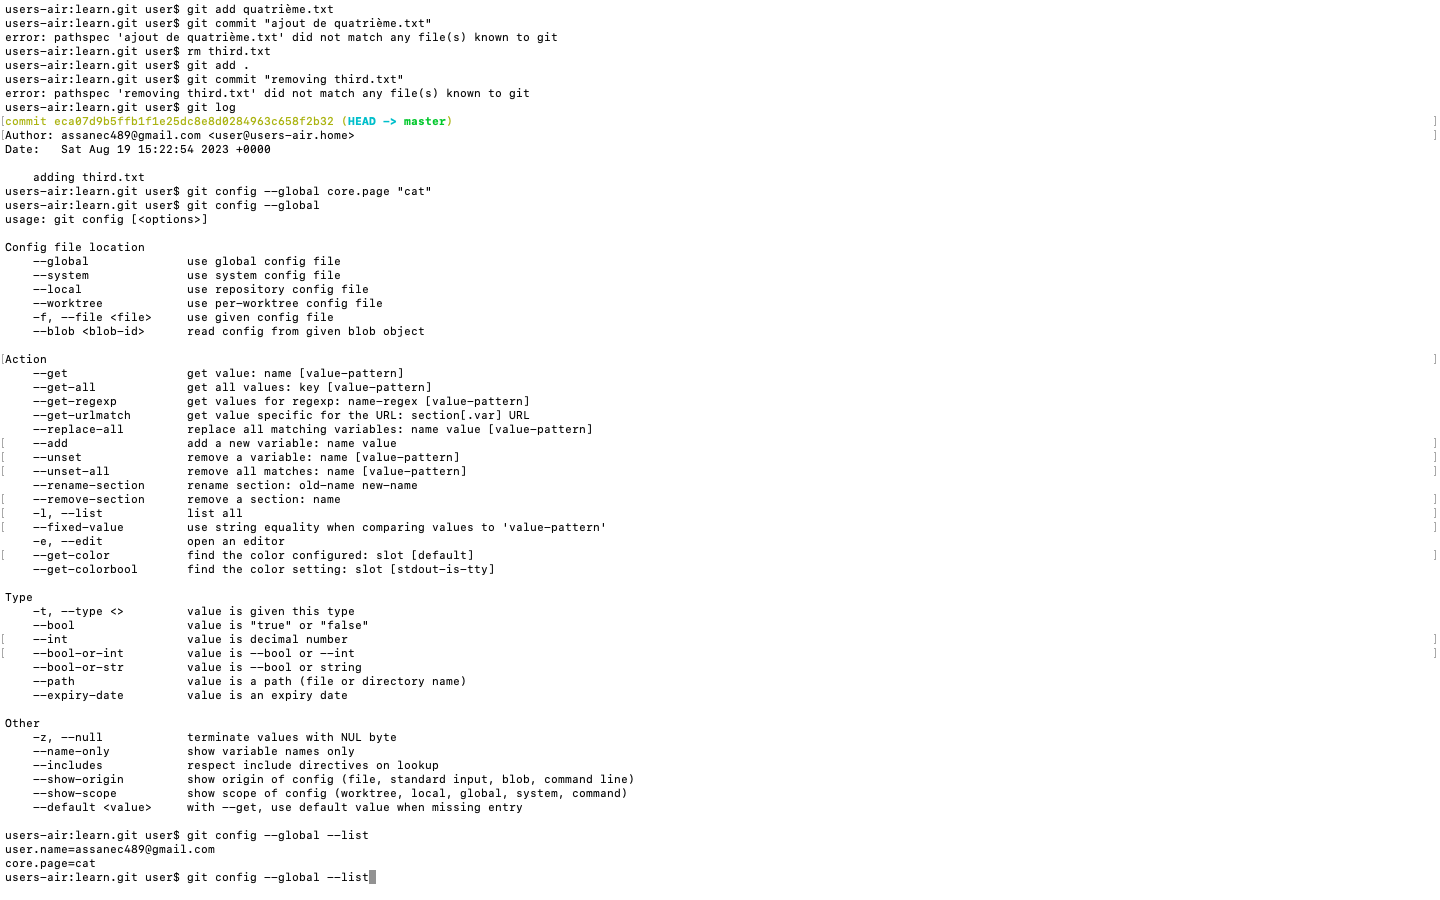 users-air:learn.git user$ git add quatrième.txt
users-air:learn.git user$ git commit "ajout de quatrième.txt"
error: pathspec 'ajout de quatrième.txt' did not match any file(s) known to git
users-air:learn.git user$ rm third.txt
users-air:learn.git user$ git add .
users-air:learn.git user$ git commit "removing third.txt"
error: pathspec 'removing third.txt' did not match any file(s) known to git
users-air:learn.git user$ git log
[commit eca07d9b5ffb1f1e25dc8e8d0284963c658f2b32 (HEAD -> master) ]
[Author: assanec489@gmail.com <user@users-air.home> ]
Date:   Sat Aug 19 15:22:54 2023 +0000
    adding third.txt
users-air:learn.git user$ git config --global core.page "cat"
users-air:learn.git user$ git config --global
usage: git config [<options>]
Config file location
    --global              use global config file
    --system              use system config file
    --local               use repository config file
    --worktree            use per-worktree config file
    -f, --file <file>     use given config file
    --blob <blob-id>      read config from given blob object
[Action ]
    --get                 get value: name [value-pattern]
    --get-all             get all values: key [value-pattern]
    --get-regexp          get values for regexp: name-regex [value-pattern]
    --get-urlmatch        get value specific for the URL: section[.var] URL
    --replace-all         replace all matching variables: name value [value-pattern]
[    --add                 add a new variable: name value ]
[    --unset               remove a variable: name [value-pattern] ]
[    --unset-all           remove all matches: name [value-pattern] ]
    --rename-section      rename section: old-name new-name
[    --remove-section      remove a section: name ]
[    -l, --list            list all ]
[    --fixed-value         use string equality when comparing values to 'value-pattern' ]
    -e, --edit            open an editor
[    --get-color           find the color configured: slot [default] ]
    --get-colorbool       find the color setting: slot [stdout-is-tty]
Type
    -t, --type <>         value is given this type
    --bool                value is "true" or "false"
[    --int                 value is decimal number ]
[    --bool-or-int         value is --bool or --int ]
    --bool-or-str         value is --bool or string
    --path                value is a path (file or directory name)
    --expiry-date         value is an expiry date
Other
    -z, --null            terminate values with NUL byte
    --name-only           show variable names only
    --includes            respect include directives on lookup
    --show-origin         show origin of config (file, standard input, blob, command line)
    --show-scope          show scope of config (worktree, local, global, system, command)
    --default <value>     with --get, use default value when missing entry
users-air:learn.git user$ git config --global --list
user.name=assanec489@gmail.com
core.page=cat
users-air:learn.git user$ git config --global --list